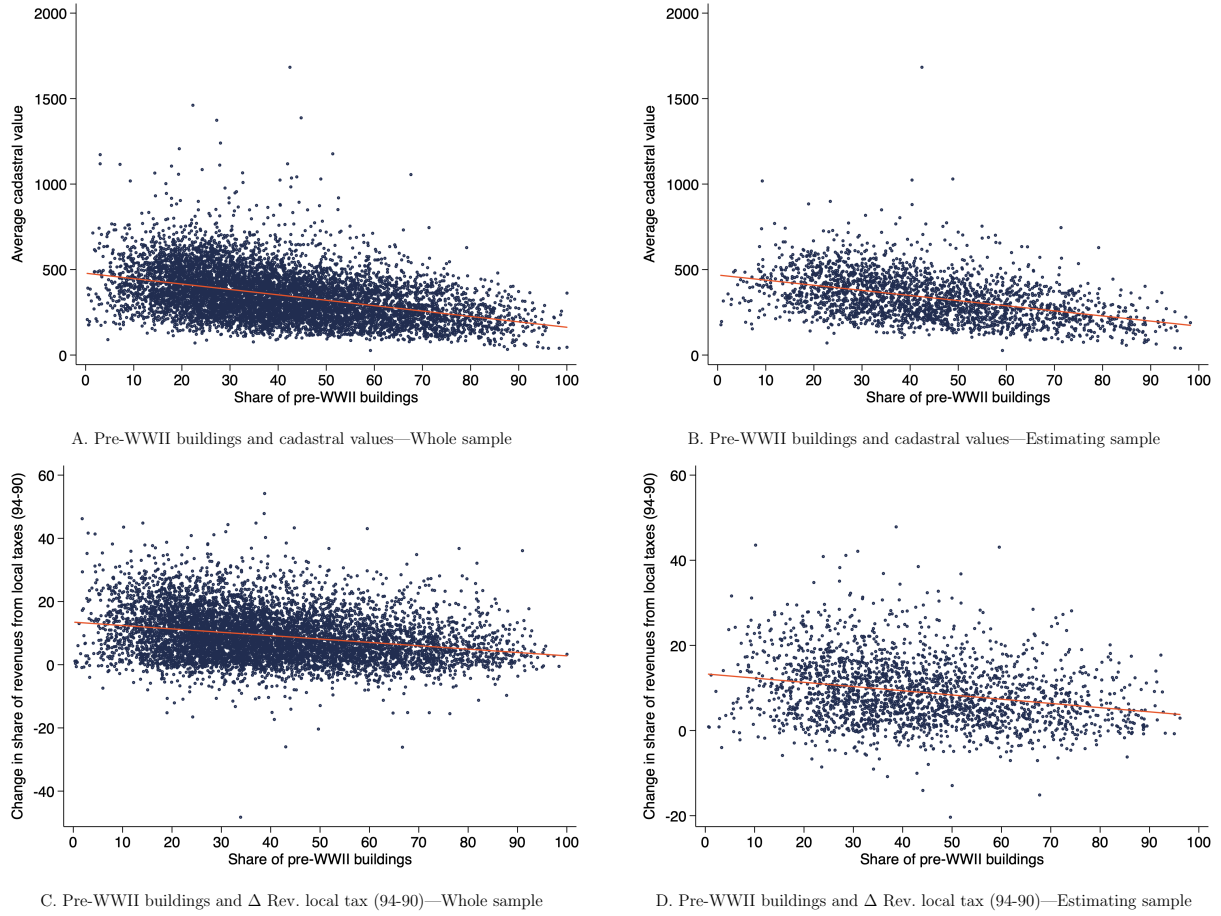 2000
1500
1000
500
0
Average cadastral value
0 10 20 30 40 50 60 70 80 90 100
Share of pre-WWII buildings
A. Pre-WWII buildings and cadastral values—Whole sample
2000
1500
1000
500
0
Average cadastral value
0 10 20 30 40 50 60 70 80 90 100
Share of pre-WWII buildings
B. Pre-WWII buildings and cadastral values—Estimating sample
60
40
20
0
-20
-40
Change in share of revenues from local taxes (94-90)
0 10 20 30 40 50 60 70 80 90 100
Share of pre-WWII buildings
C. Pre-WWII buildings and Δ Rev. local tax (94-90)—Whole sample
60
40
20
0
-20
Change in share of revenues from local taxes (94-90)
0 10 20 30 40 50 60 70 80 90 100
Share of pre-WWII buildings
D. Pre-WWII buildings and Δ Rev. local tax (94-90)—Estimating sample